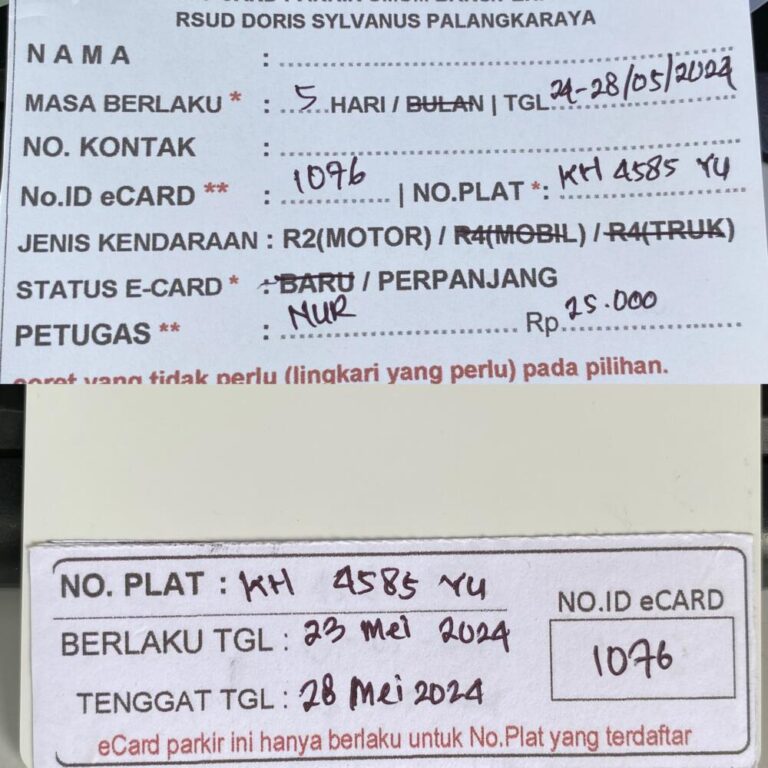 RSUD DORIS SYLVANUS PALANGKARAYA
NAMA :
MASA BERLAKU * : 5 HARI / BULAN | TGL 24-28/05/2024
NO. KONTAK :
No.ID eCARD ** : 1076 | NO.PLAT *: KH 4585 YU
JENIS KENDARAAN : R2(MOTOR) / R4(MOBIL) / R4(TRUK)
STATUS E-CARD * : BARU / PERPANJANG
PETUGAS ** : NUR Rp 25.000
coret yang tidak perlu (lingkari yang perlu) pada pilihan.
NO. PLAT : KH 4585 YU
NO.ID eCARD
BERLAKU TGL : 23 Mei 2024
1076
TENGGAT TGL : 28 Mei 2024
eCard parkir ini hanya berlaku untuk No.Plat yang terdaftar